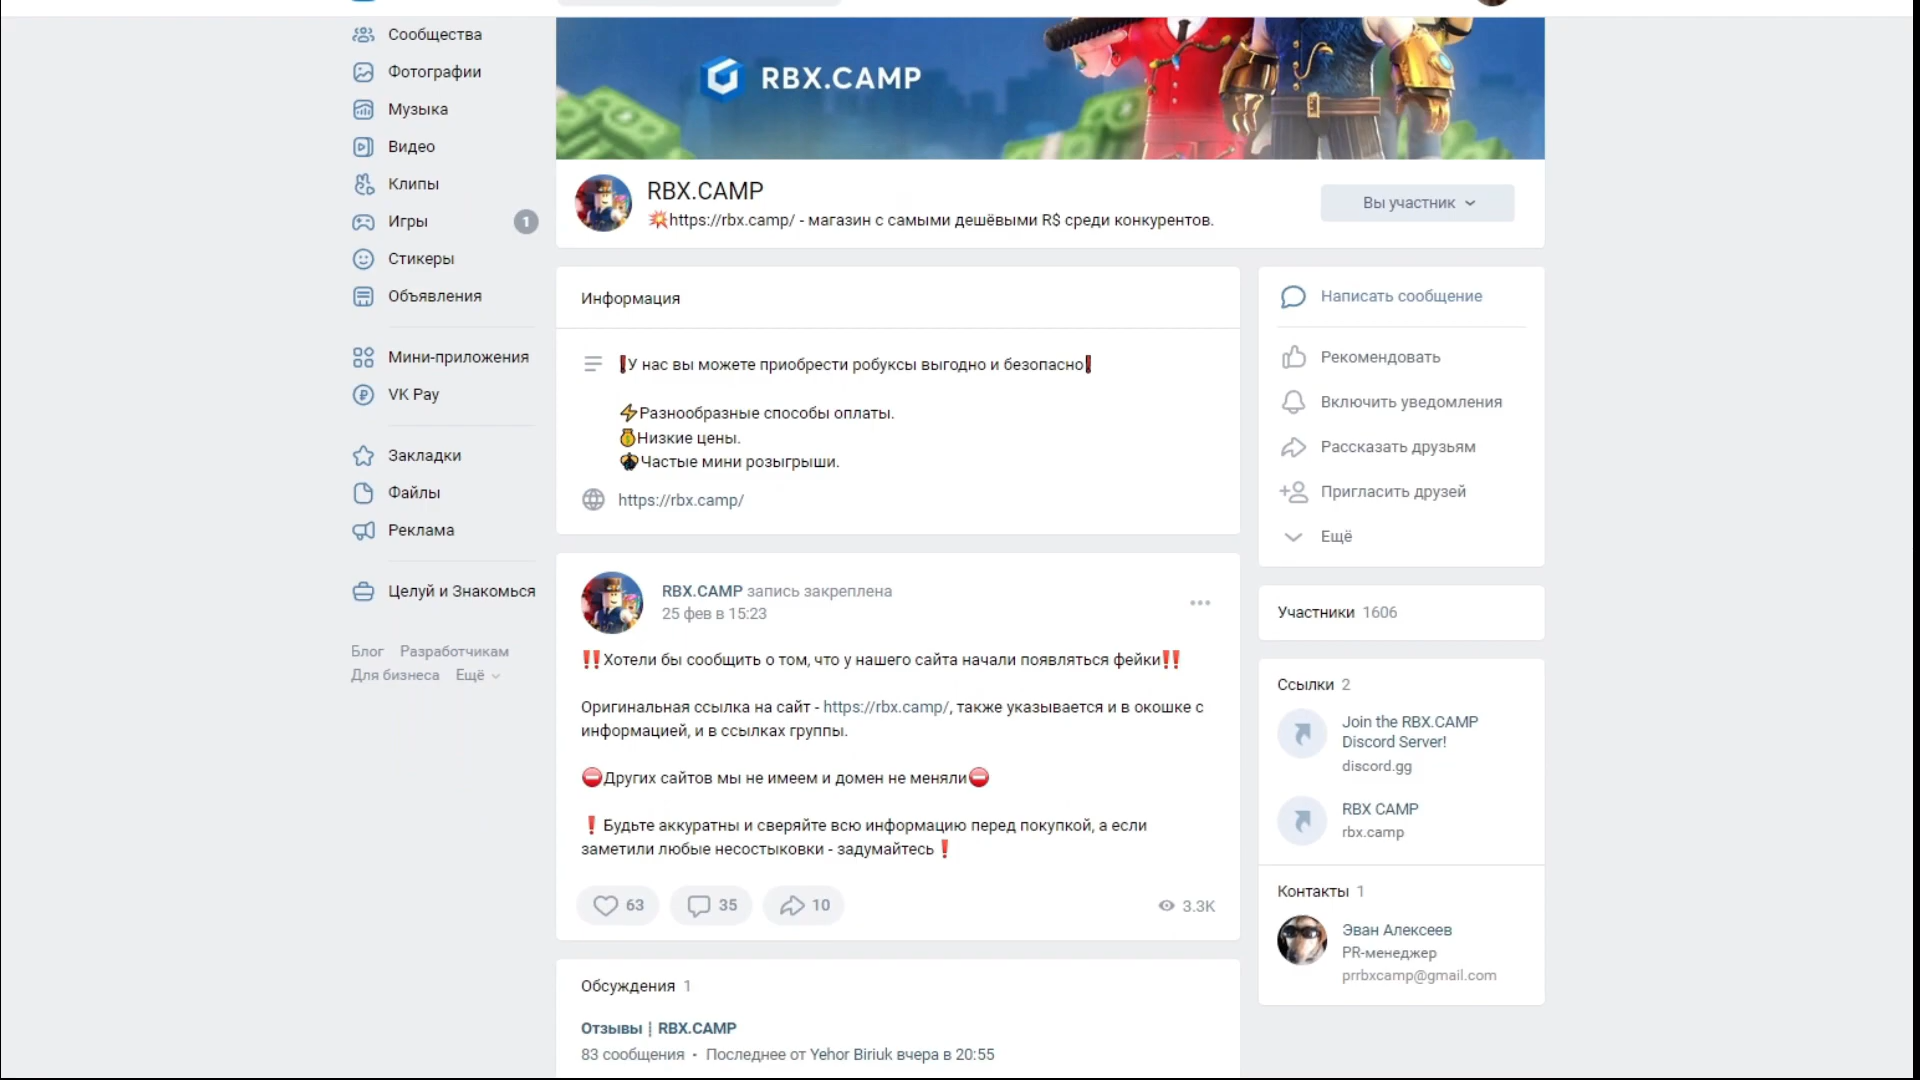 Сообщества
Фотографии
Музыка
Видео
Клипы
Игры
1
Стикеры
Объявления
Мини-приложения
VK Pay
Закладки
Файлы
Реклама
Целуй и Знакомься
Блог Разработчикам
Для бизнеса Ещё
RBX.CAMP
RBX.CAMP
💥https://rbx.camp/ - магазин с самыми дешёвыми R$ среди конкурентов.
Вы участник
Информация
❗У нас вы можете приобрести робуксы выгодно и безопасно❗
⚡Разнообразные способы оплаты.
💰Низкие цены.
Частые мини розыгрыши.
https://rbx.camp/
RBX.CAMP запись закреплена
25 фев в 15:23
‼Хотели бы сообщить о том, что у нашего сайта начали появляться фейки‼
Оригинальная ссылка на сайт - https://rbx.camp/, также указывается и в окошке с
информацией, и в ссылках группы.
⛔Других сайтов мы не имеем и домен не меняли⛔
❗Будьте аккуратны и сверяйте всю информацию перед покупкой, а если
заметили любые несостыковки - задумайтесь❗
63
35
10
3.3K
Обсуждения 1
Отзывы ┆ RBX.CAMP
83 сообщения · Последнее от Yehor Biriuk вчера в 20:55
Написать сообщение
Рекомендовать
Включить уведомления
Рассказать друзьям
Пригласить друзей
Ещё
Участники 1606
Ссылки 2
Join the RBX.CAMP
Discord Server!
discord.gg
RBX CAMP
rbx.camp
Контакты 1
Эван Алексеев
PR-менеджер
prrbxcamp@gmail.com